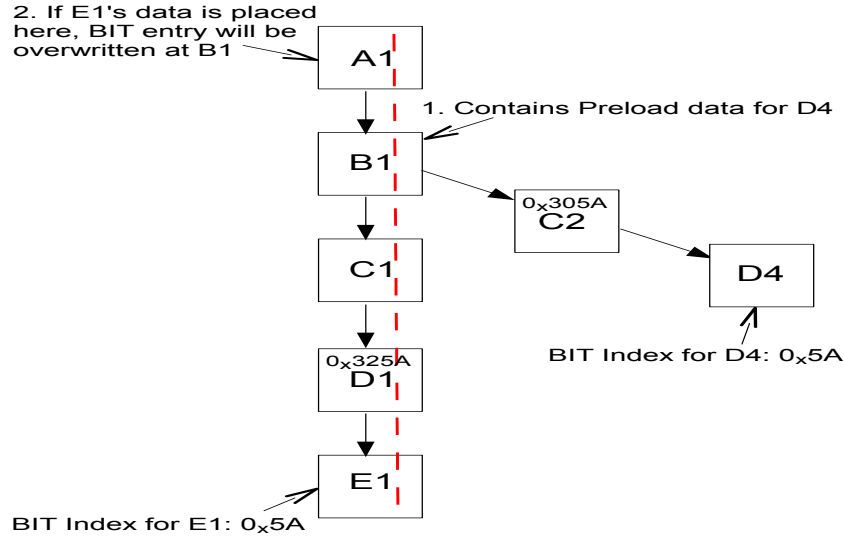 2. If E1's data is placed
here, BIT entry will be
overwritten at B1
A1
1. Contains Preload data for D4
B1
0x305A
C2
C1
D4
BIT Index for D4: 0x5A
0x325A
D1
E1
BIT Index for E1: 0x5A